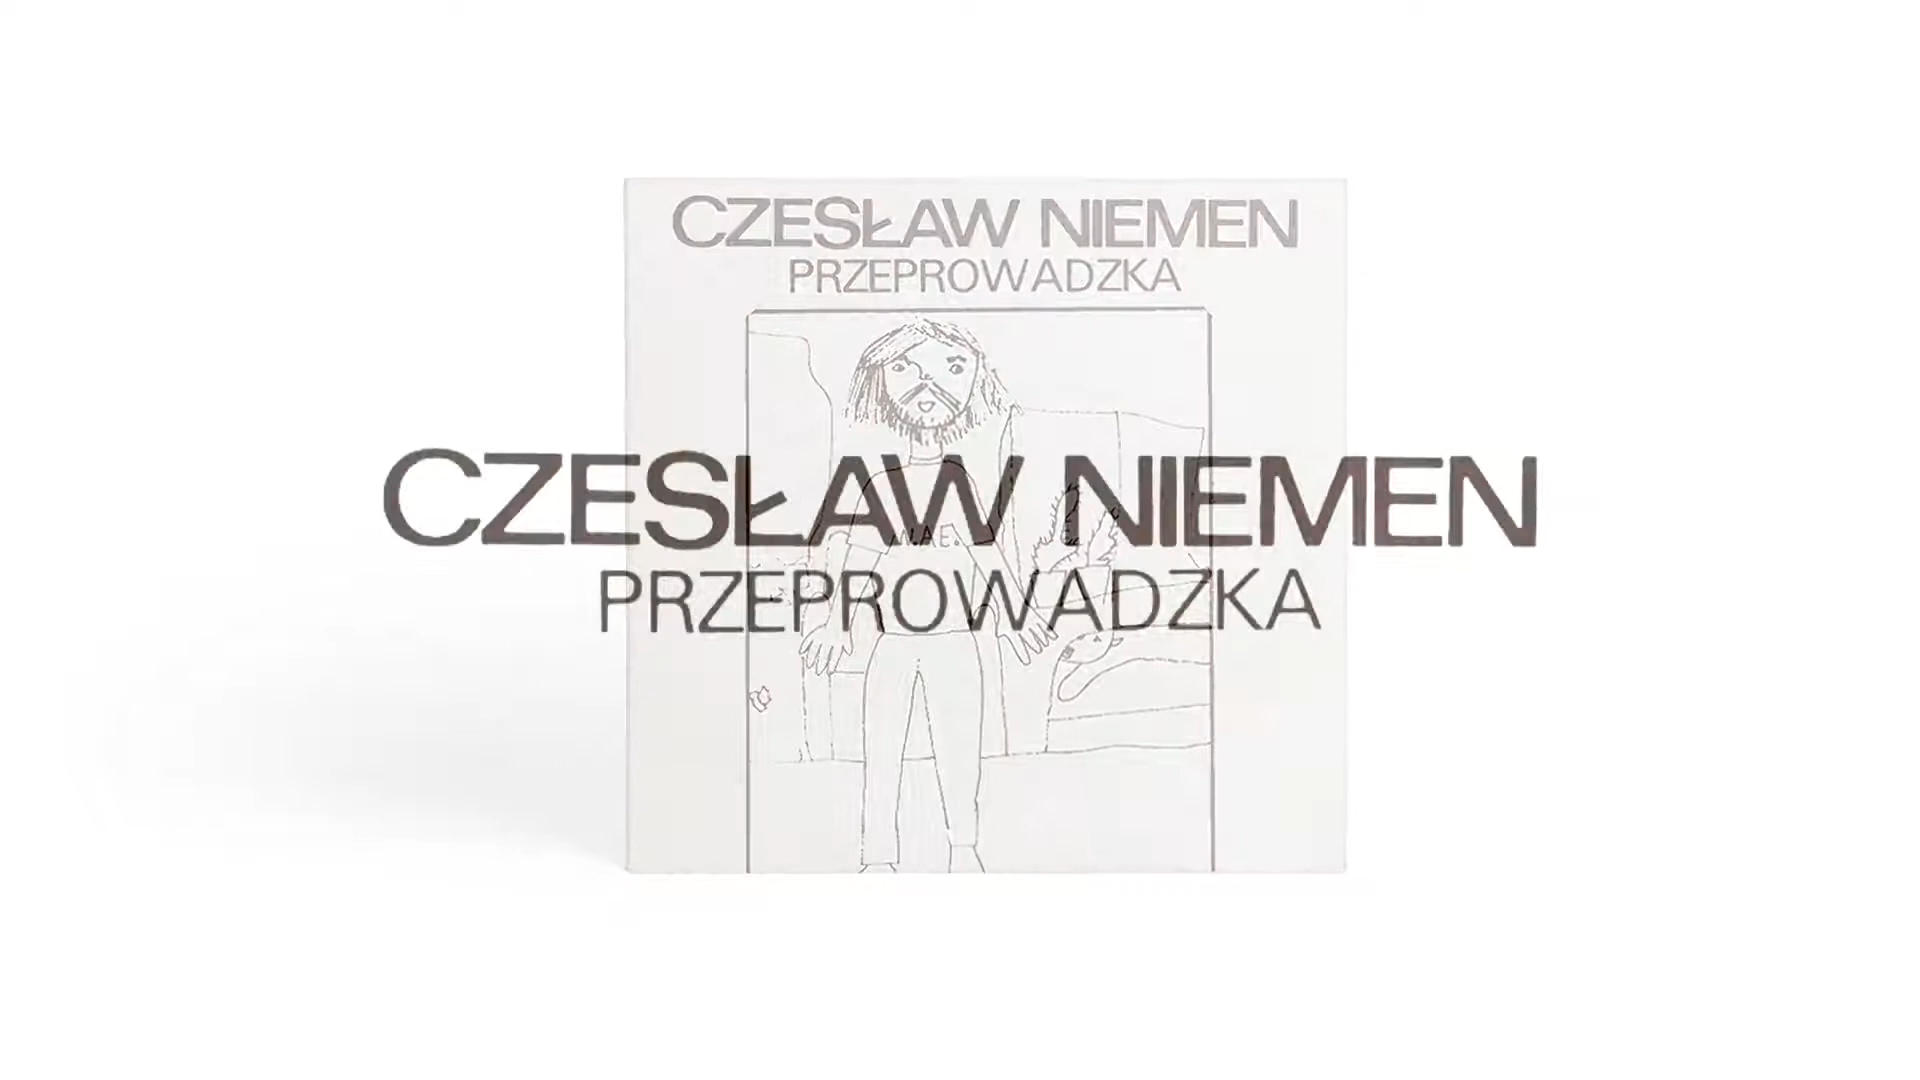 CZESŁAW NIEMEN
PRZEPROWADZKA
CZESŁAW NIEMEN
N.A.E.
PRZEPROWADZKA